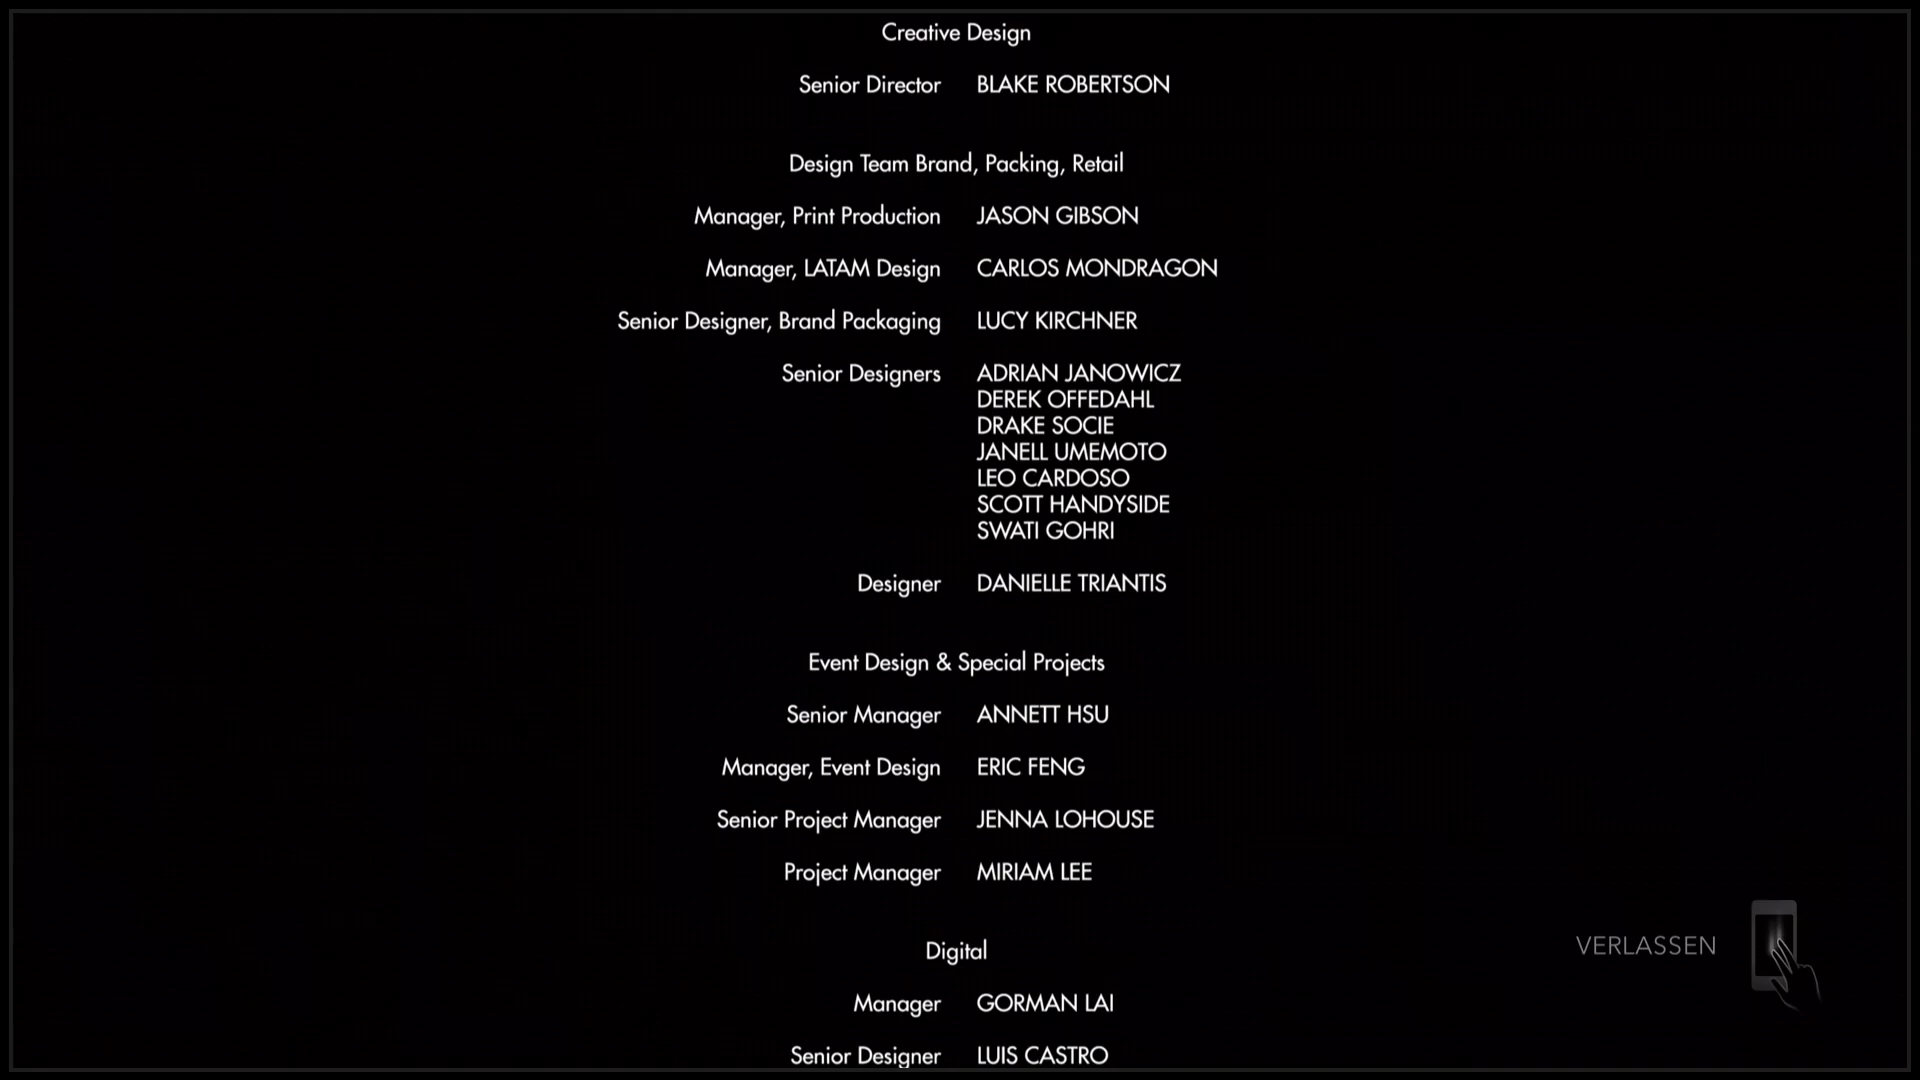 Creative Design
Senior Director BLAKE ROBERTSON
Design Team Brand, Packing, Retail
Manager, Print Production JASON GIBSON
Manager, LATAM Design CARLOS MONDRAGON
Senior Designer, Brand Packaging LUCY KIRCHNER
Senior Designers ADRIAN JANOWICZ
DEREK OFFEDAHL
DRAKE SOCIE
JANELL UMEMOTO
LEO CARDOSO
SCOTT HANDYSIDE
SWATI GOHRI
Designer DANIELLE TRIANTIS
Event Design & Special Projects
Senior Manager ANNETT HSU
Manager, Event Design ERIC FENG
Senior Project Manager JENNA LOHOUSE
Project Manager MIRIAM LEE
VERLASSEN
Digital
Manager GORMAN LAI
Senior Designer LUIS CASTRO